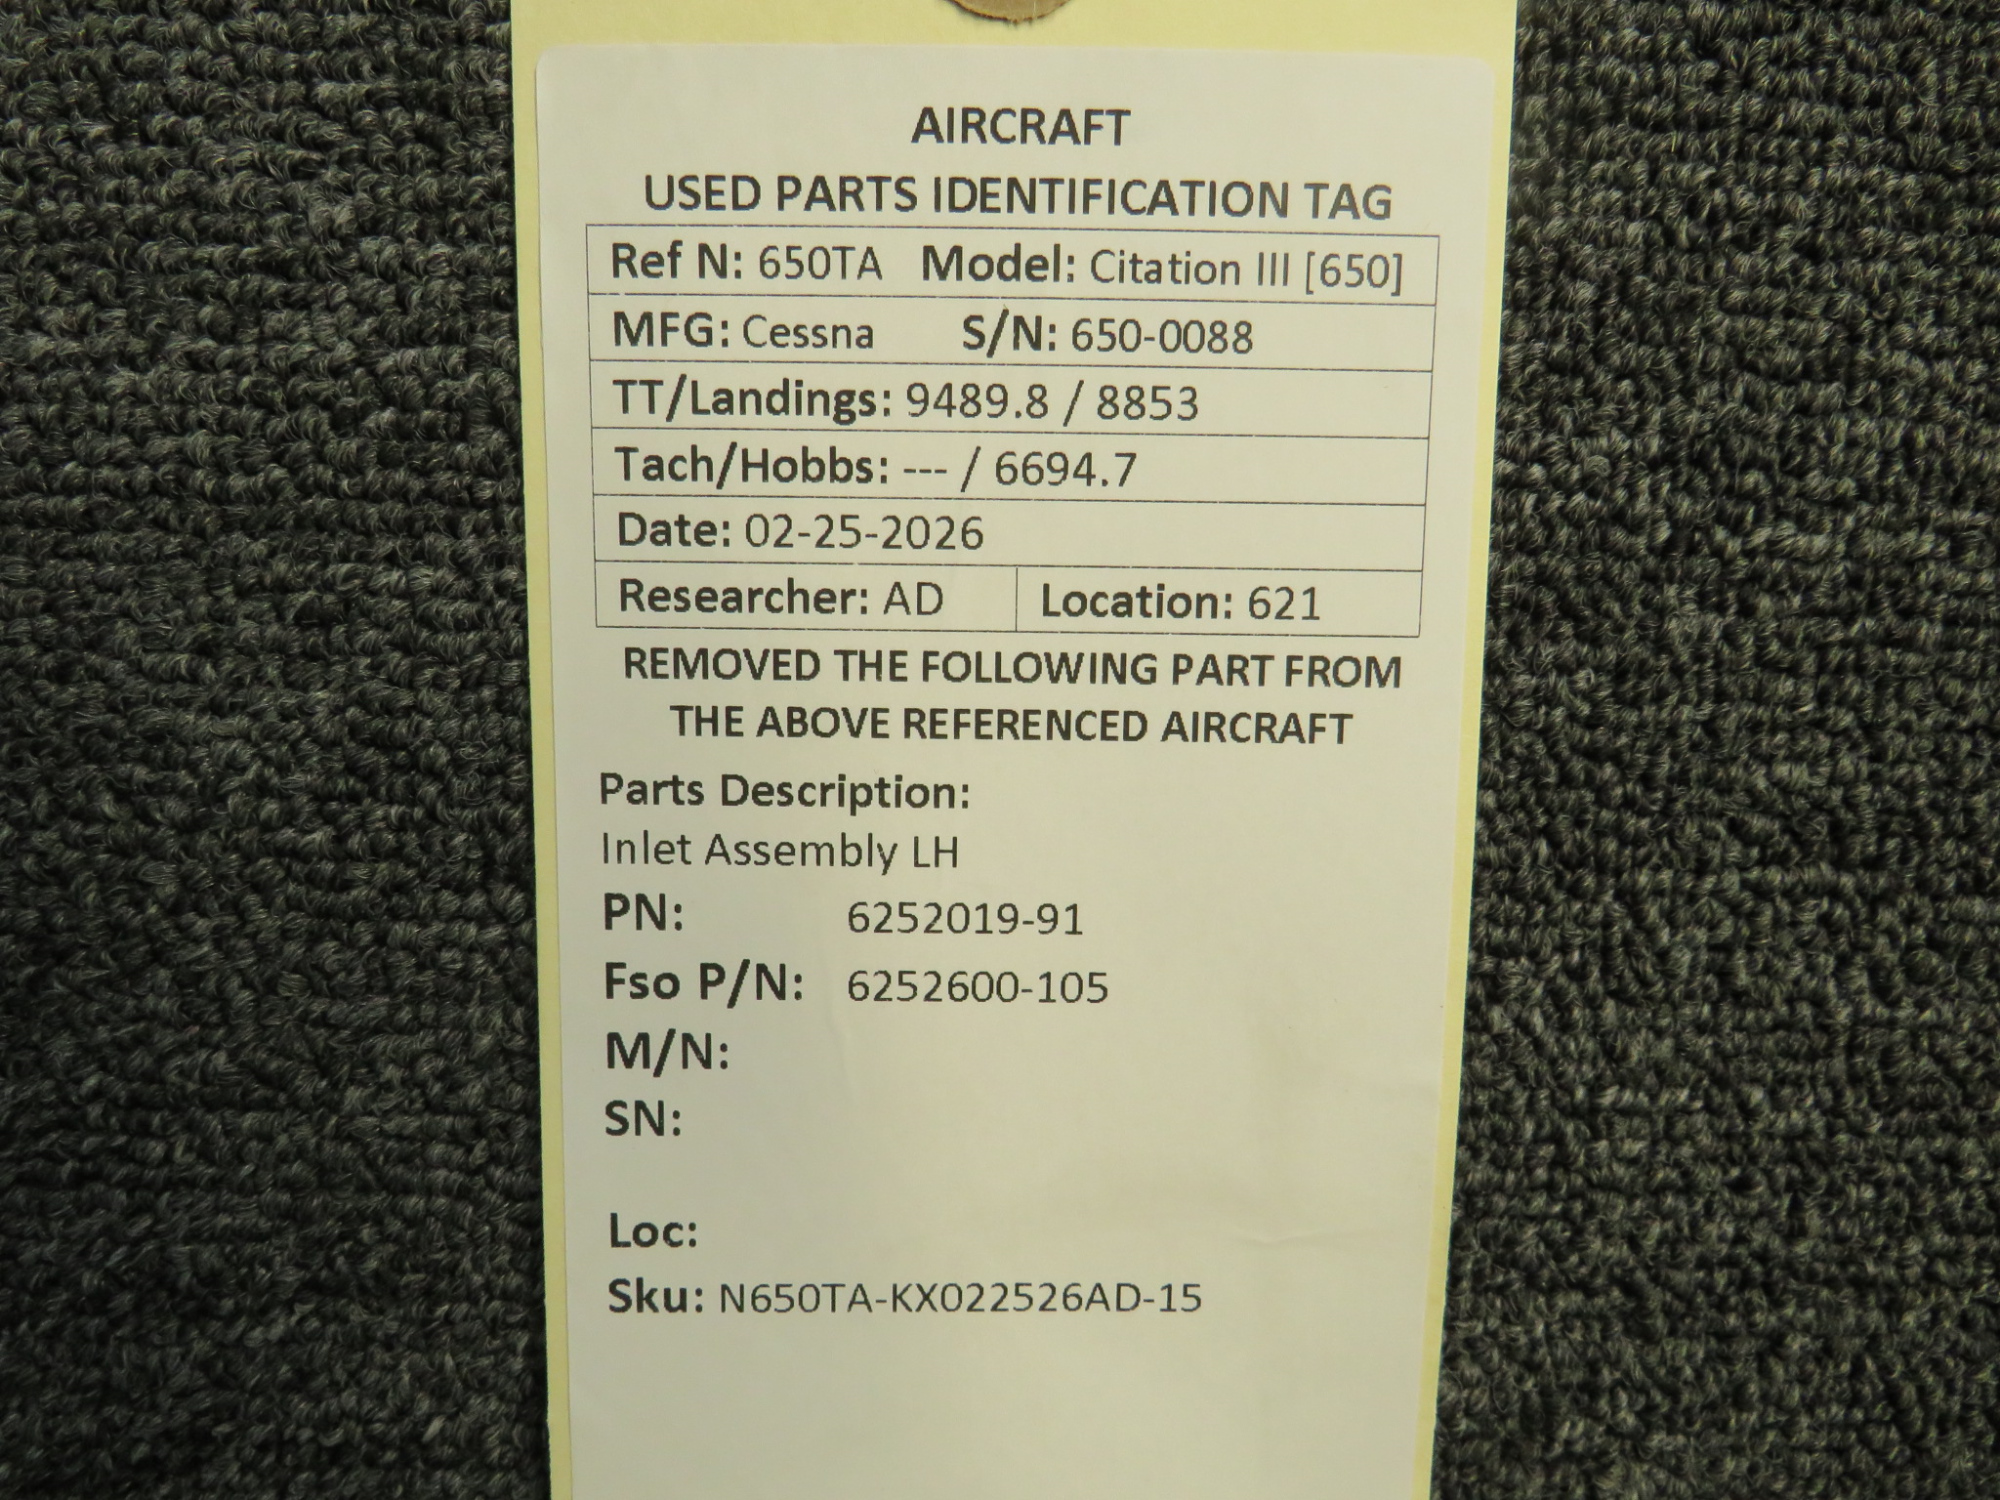 AIRCRAFT
USED PARTS IDENTIFICATION TAG
Ref N: 650TA Model: Citation III [650]
MFG: Cessna S/N: 650-0088
TT/Landings: 9489.8 / 8853
Tach/Hobbs: --- / 6694.7
Date: 02-25-2026
Researcher: AD Location: 621
REMOVED THE FOLLOWING PART FROM
THE ABOVE REFERENCED AIRCRAFT
Parts Description:
Inlet Assembly LH
PN: 6252019-91
Fso P/N: 6252600-105
M/N:
SN:
Loc:
Sku: N650TA-KX022526AD-15